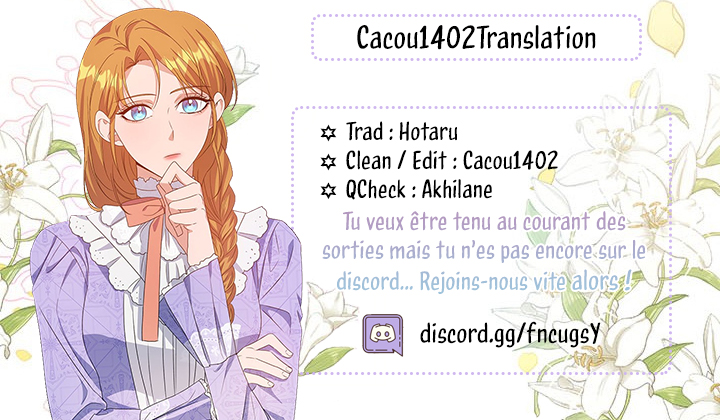 Cacou1402Translation
✡ Trad : Hotaru
✡ Clean / Edit : Cacou1402
✡ QCheck : Akhilane
Tu veux être tenu au courant des
sorties mais tu n'es pas encore sur le
discord... Rejoins-nous vite alors !
discord.gg/fncugsY